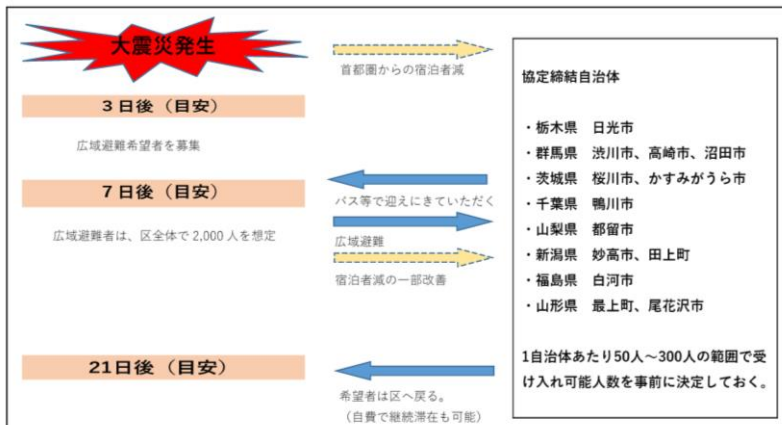 大震災発生
首都圏からの宿泊者減
3日後（目安）
広域避難希望者を募集
7日後（目安）
広域避難者は、区全体で2,000人を想定
バス等で迎えにきていただく
広域避難
宿泊者減の一部改善
21日後（目安）
希望者は区へ戻る。
（自費で継続滞在も可能）
協定締結自治体
・栃木県　日光市
・群馬県　渋川市、高崎市、沼田市
・茨城県　桜川市、かすみがうら市
・千葉県　鴨川市
・山梨県　都留市
・新潟県　妙高市、田上町
・福島県　白河市
・山形県　最上町、尾花沢市
1自治体あたり50人～300人の範囲で受
け入れ可能人数を事前に決定しておく。